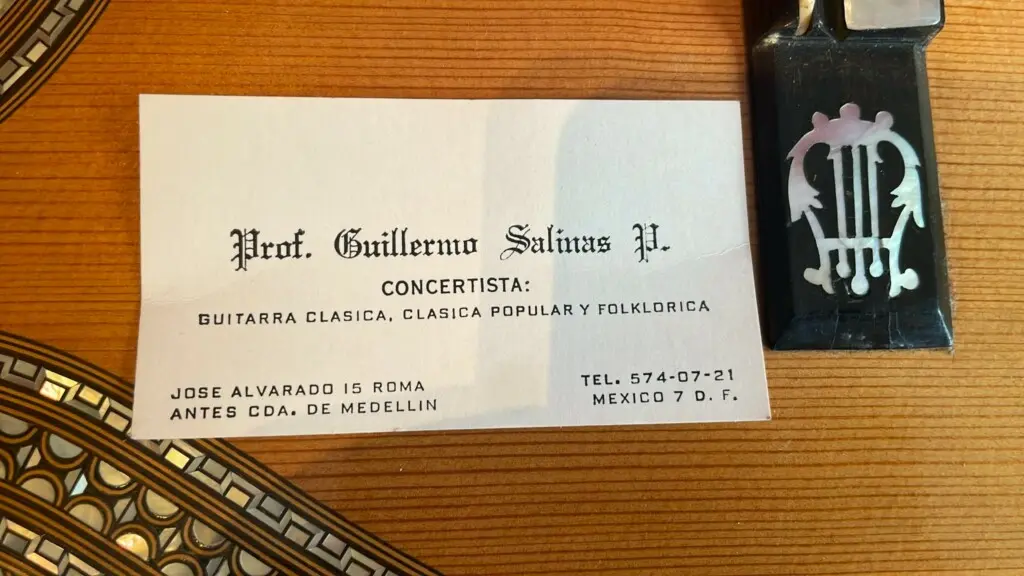 Prof. Guillermo Salinas P.
CONCERTISTA:
GUITARRA CLASICA, CLASICA POPULAR Y FOLKLORICA
JOSE ALVARADO 15 ROMA
ANTES CDA. DE MEDELLIN
TEL. 574-07-21
MEXICO 7 D. F.